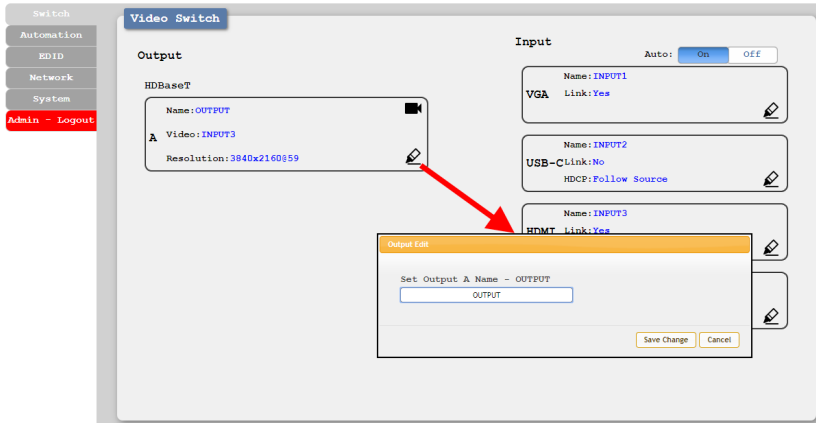 Switch
Automation
EDID
Network
System
Admin - Logout
Video Switch
Output
HDBaseT
Name:OUTPUT
A
Video:INPUT3
Resolution:3840x2160@59
Input
Auto: On Off
Name:INPUT1
VGA Link:Yes
Name:INPUT2
USB-C Link:No
HDCP:Follow Source
Name:INPUT3
HDMI Link:Yes
Output Edit
Set Output A Name - OUTPUT
OUTPUT
Save Change Cancel